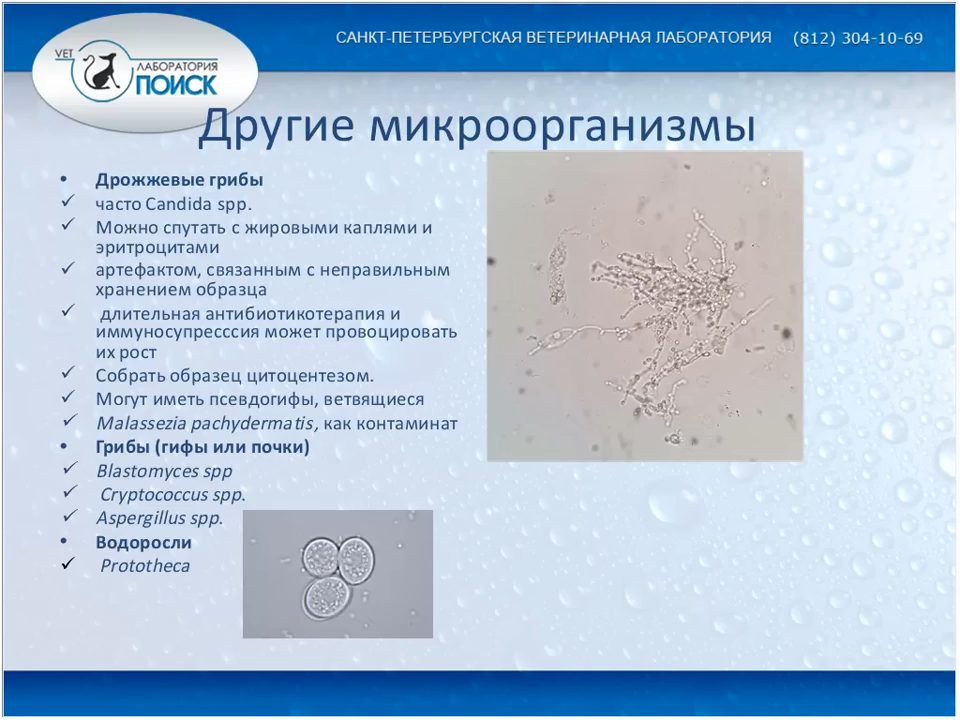 САНКТ-ПЕТЕРБУРГСКАЯ ВЕТЕРИНАРНАЯ ЛАБОРАТОРИЯ (812) 304-10-69
VET
ЛАБОРАТОРИЯ
ПОИСК
Другие микроорганизмы
• Дрожжевые грибы
✓ часто Candida spp.
✓ Можно спутать с жировыми каплями и
эритроцитами
✓ артефактом, связанным с неправильным
хранением образца
✓ длительная антибиотикотерапия и
иммуносупресссия может провоцировать
их рост
✓ Собрать образец цитоцентезом.
✓ Могут иметь псевдогифы, ветвящиеся
✓ Malassezia pachydermatis, как контаминат
• Грибы (гифы или почки)
✓ Blastomyces spp
✓ Cryptococcus spp.
✓ Aspergillus spp.
• Водоросли
✓ Prototheca